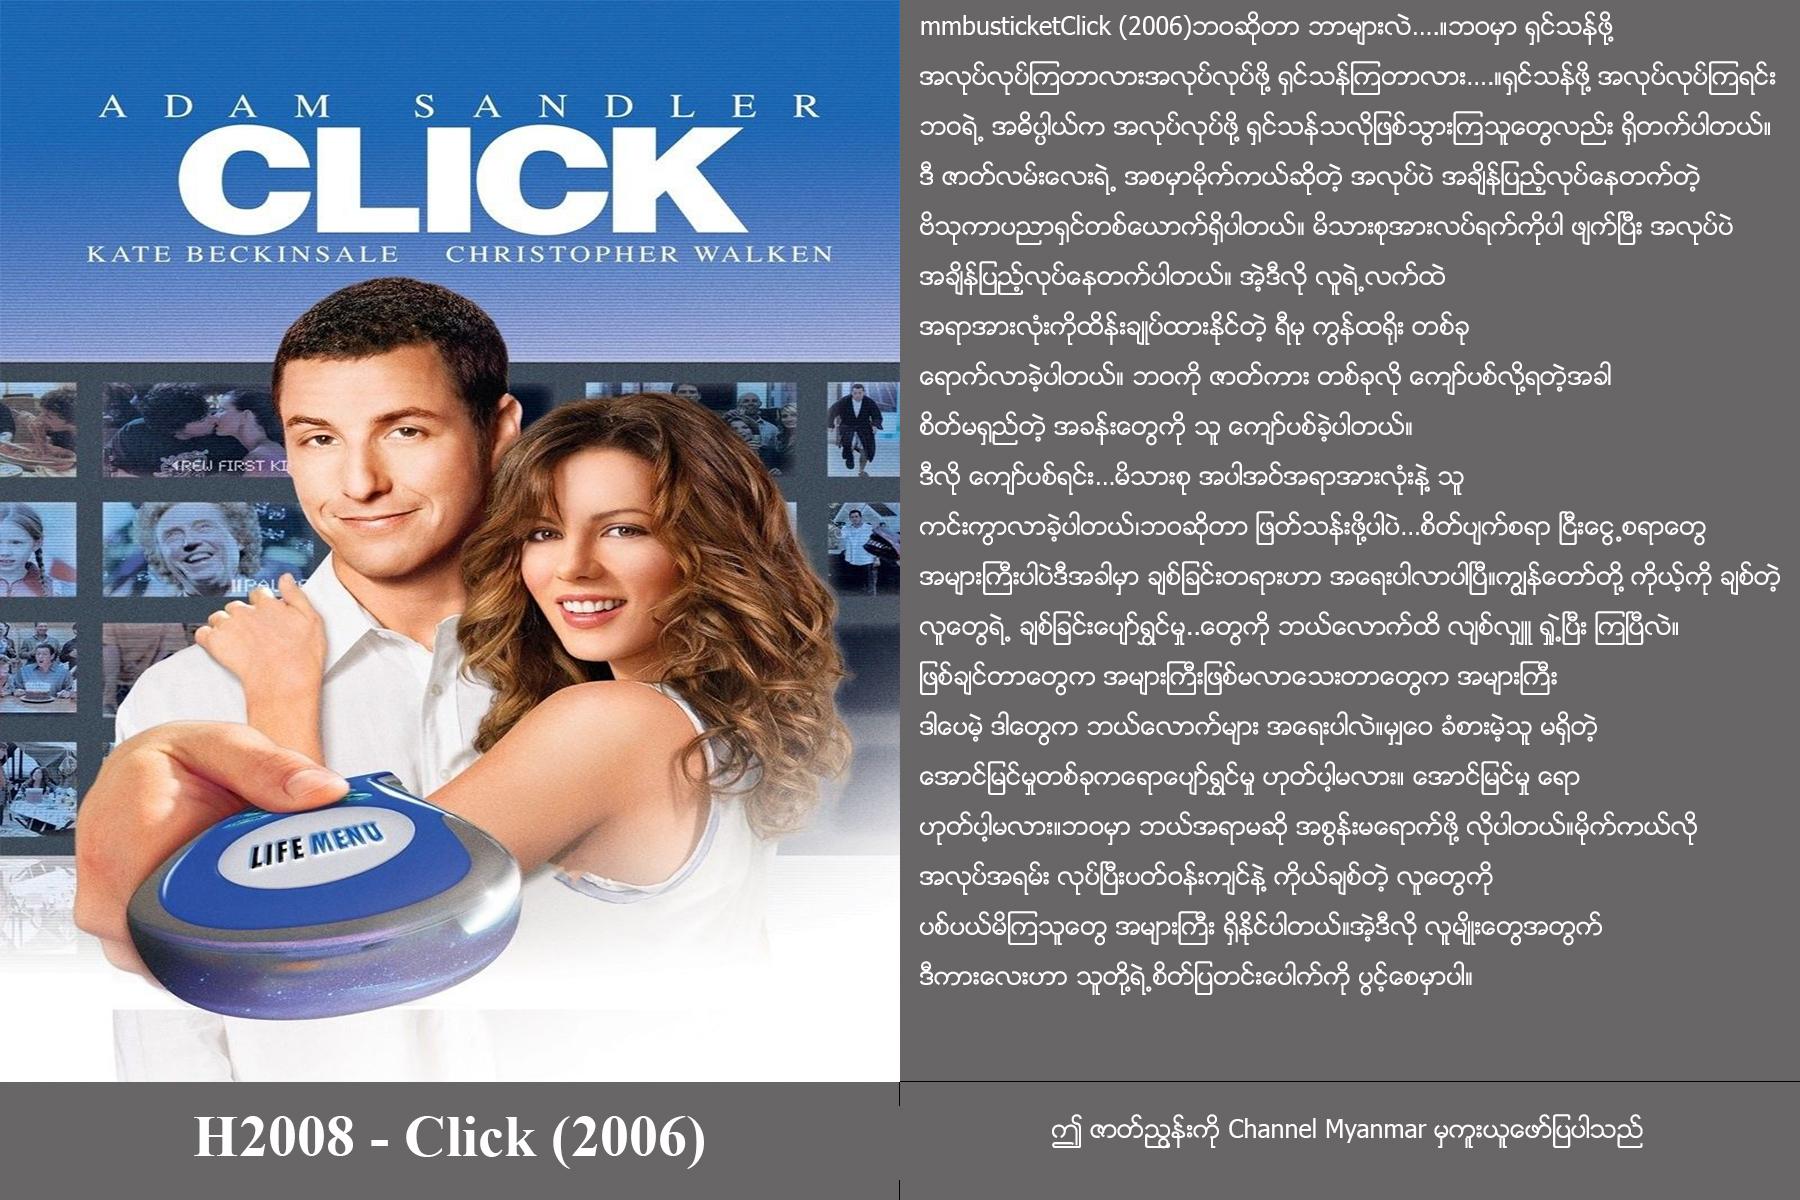 ADAM SANDLER
CLICK
KATE BECKINSALE CHRISTOPHER WALKEN
REW FIRST KI
LIFE MENU
H2008 - Click (2006)
mmbusticketClick (2006)ဘဝဆိုတာ ဘာများလဲ....။ဘဝမှာ ရှင်သန်ဖို့
အလုပ်လုပ်ကြတာလားအလုပ်လုပ်ဖို့ ရှင်သန်ကြတာလား....။ရှင်သန်ဖို့ အလုပ်လုပ်ကြရင်း
ဘဝရဲ့ အဓိပ္ပါယ်က အလုပ်လုပ်ဖို့ ရှင်သန်သလိုဖြစ်သွားကြသူတွေလည်း ရှိတက်ပါတယ်။
ဒီ ဇာတ်လမ်းလေးရဲ့ အစမှာမိုက်ကယ်ဆိုတဲ့ အလုပ်ပဲ အချိန်ပြည့်လုပ်နေတက်တဲ့
ဗိသုကာပညာရှင်တစ်ယောက်ရှိပါတယ်။ မိသားစုအားလပ်ရက်ကိုပါ ဖျက်ပြီး အလုပ်ပဲ
အချိန်ပြည့်လုပ်နေတက်ပါတယ်။ အဲ့ဒီလို လူရဲ့လက်ထဲ
အရာအားလုံးကိုထိန်းချုပ်ထားနိုင်တဲ့ ရီမု ကွန်ထရိုး တစ်ခု
ရောက်လာခဲ့ပါတယ်။ ဘဝကို ဇာတ်ကား တစ်ခုလို ကျော်ပစ်လို့ရတဲ့အခါ
စိတ်မရှည်တဲ့ အခန်းတွေကို သူ ကျော်ပစ်ခဲ့ပါတယ်။
ဒီလို ကျော်ပစ်ရင်း...မိသားစု အပါအဝ်အရာအားလုံးနဲ့ သူ
ကင်းကွာလာခဲ့ပါတယ်၊ဘဝဆိုတာ ဖြတ်သန်းဖို့ပါပဲ...စိတ်ပျက်စရာ ငြီးငွေ့စရာတွေ
အများကြီးပါပဲဒီအခါမှာ ချစ်ခြင်းတရားဟာ အရေးပါလာပါပြီ။ကျွန်တော်တို့ ကိုယ့်ကို ချစ်တဲ့
လူတွေရဲ့ ချစ်ခြင်းပျော်ရွှင်မှု..တွေကို ဘယ်လောက်ထိ လျစ်လျှူ ရှု့ပြီး ကြပြီလဲ။
ဖြစ်ချင်တာတွေက အများကြီးဖြစ်မလာသေးတာတွေက အများကြီး
ဒါပေမဲ့ ဒါတွေက ဘယ်လောက်များ အရေးပါလဲ။မျှဝေ ခံစားမဲ့သူ မရှိတဲ့
အောင်မြင်မှုတစ်ခုကရောပျော်ရွှင်မှု ဟုတ်ပါ့မလား။ အောင်မြင်မှု ရော
ဟုတ်ပါ့မလား။ဘဝမှာ ဘယ်အရာမဆို အစွန်းမရောက်ဖို့ လိုပါတယ်။မိုက်ကယ်လို
အလုပ်အရမ်း လုပ်ပြီးပတ်ဝန်းကျင်နဲ့ ကိုယ်ချစ်တဲ့ လူတွေကို
ပစ်ပယ်မိကြသူတွေ အများကြီး ရှိနိုင်ပါတယ်။အဲ့ဒီလို လူမျိုးတွေအတွက်
ဒီကားလေးဟာ သူတို့ရဲ့စိတ်ပြတင်းပေါက်ကို ပွင့်စေမှာပါ။
ဤ ဇာတ်ညွှန်းကို Channel Myanmar မှကူးယူဖော်ပြပါသည်